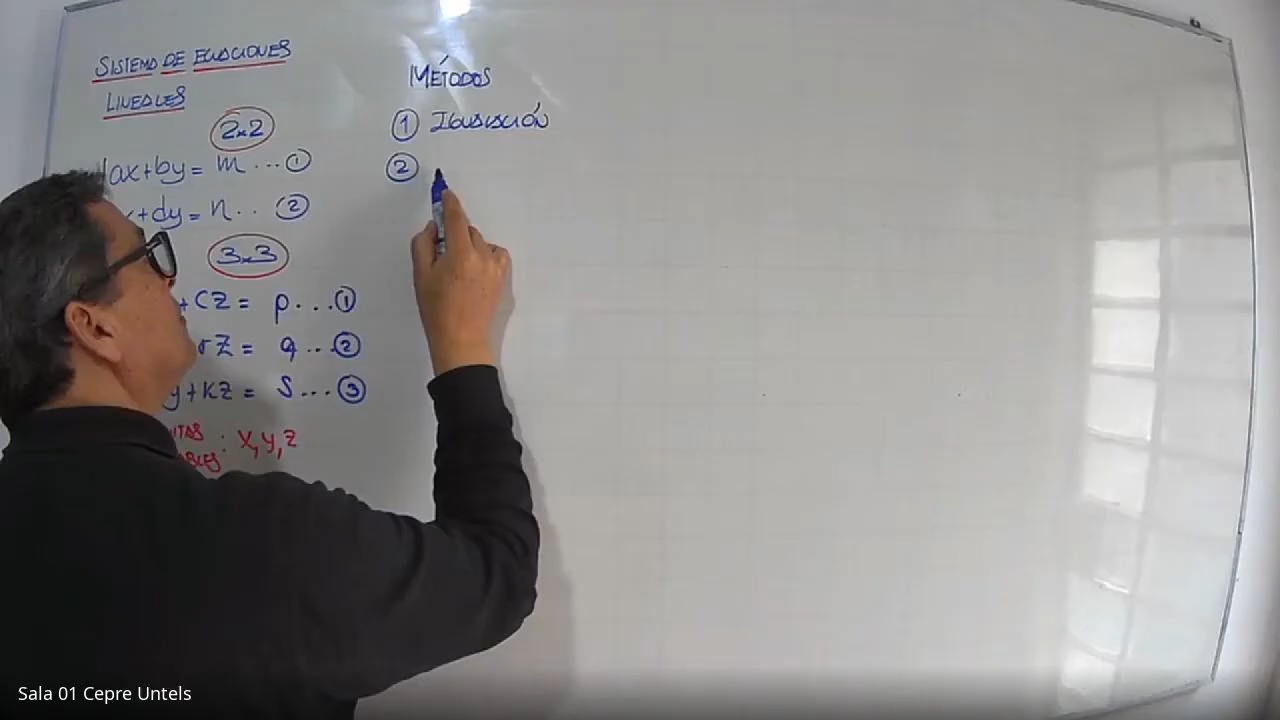 SISTEMA DE ECUACIONES
LINEALES
2x2
ax+by= m ... ①
+dy= n .. ②
3x3
+cz= p ... ①
rz= q ... ②
y+kz= s ... ③
: x, y, z
MÉTODOS
① IGUALACIÓN
②
Sala 01 Cepre Untels